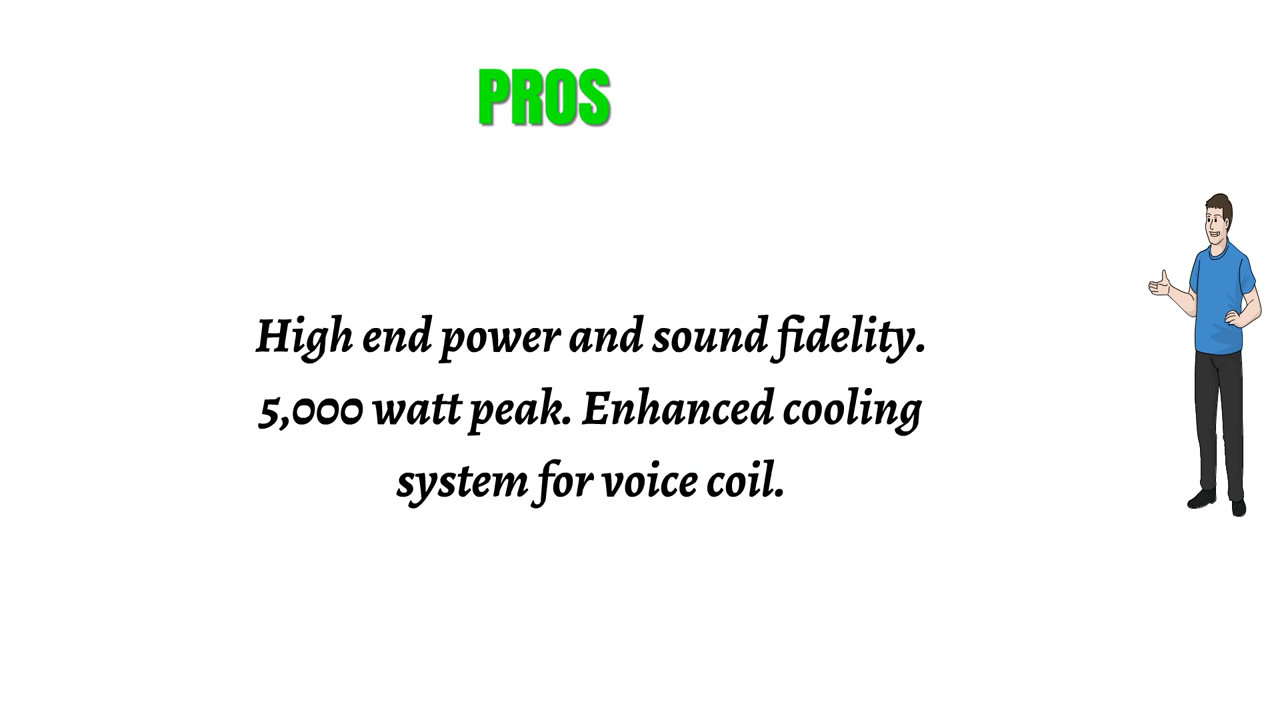 PROS
High end power and sound fidelity.
5,000 watt peak. Enhanced cooling
system for voice coil.